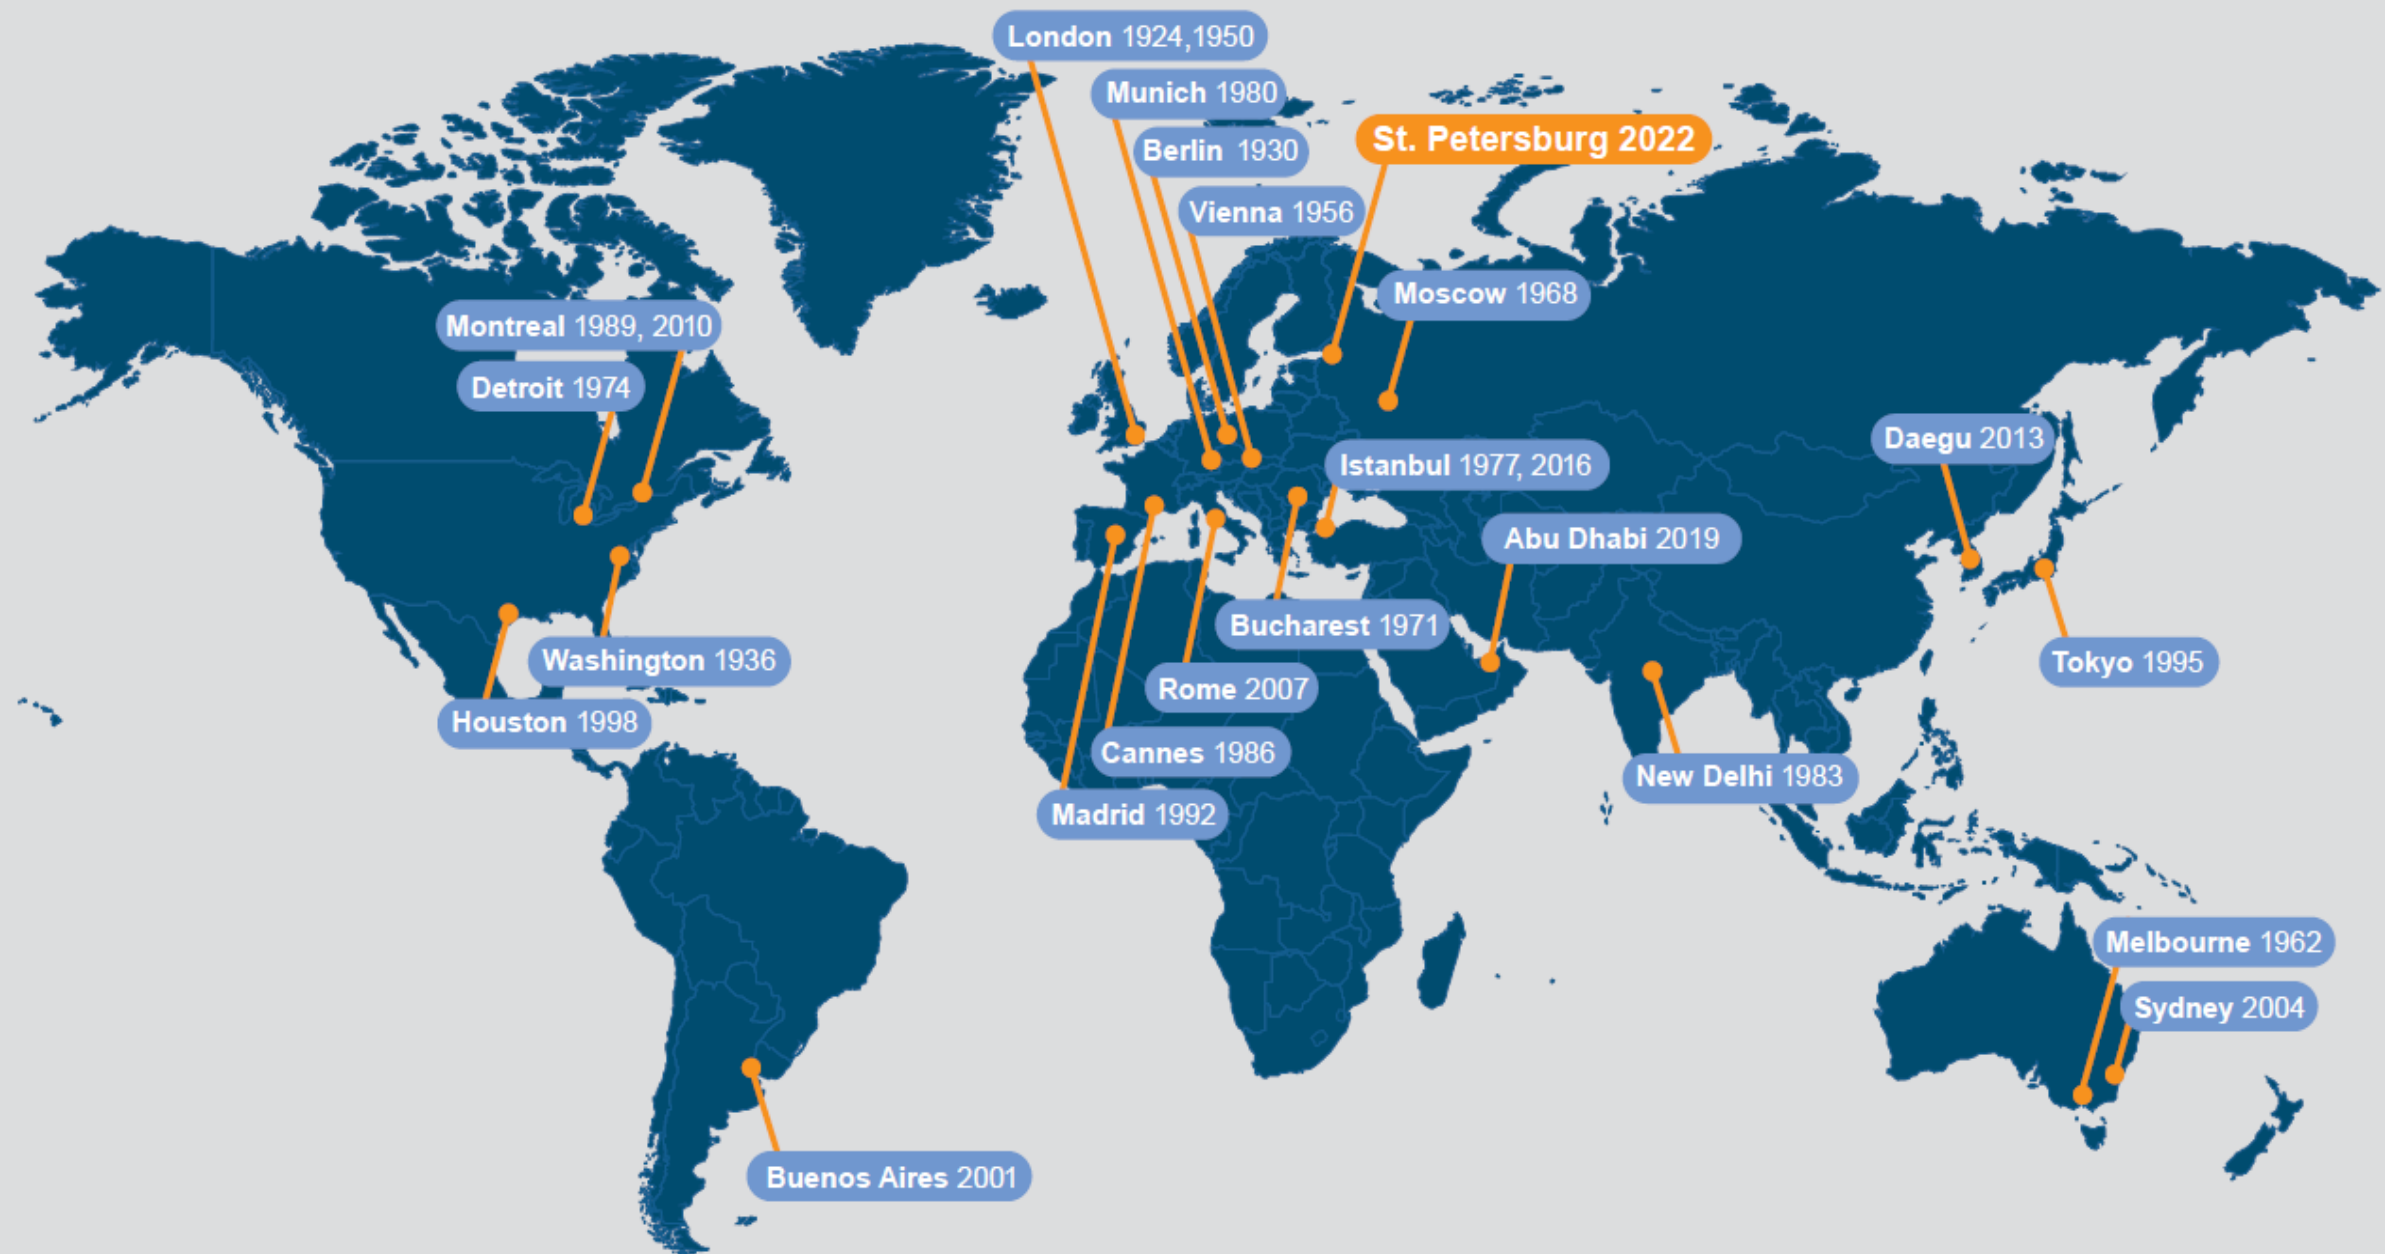 London 1924,1950
Munich 1980
St. Petersburg 2022
Berlin 1930
Vienna 1956
Moscow 1968
Montreal 1989, 2010
Detroit 1974
Daegu 2013
Istanbul 1977, 2016
Abu Dhabi 2019
Bucharest 1971
Washington 1936
Tokyo 1995
Rome 2007
Houston 1998
Cannes 1986
New Delhi 1983
Madrid 1992
Melbourne 1962
Sydney 2004
Buenos Aires 2001